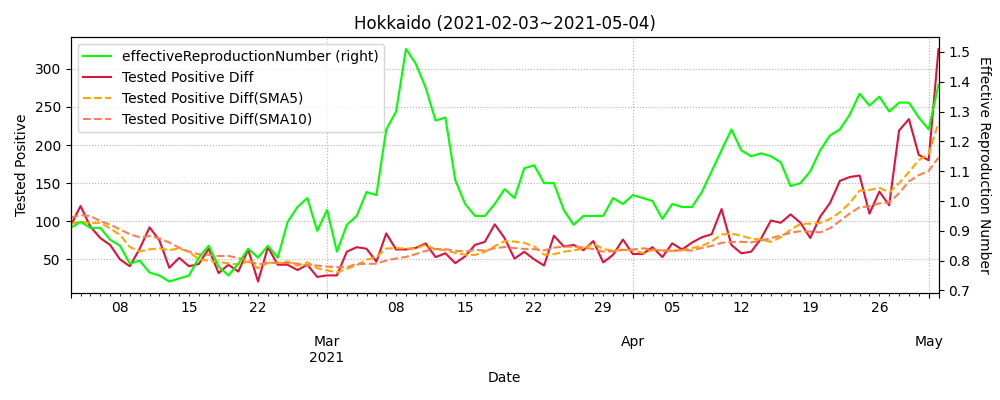 Hokkaido (2021-02-03~2021-05-04)
effectiveReproductionNumber (right)
Tested Positive Diff
Tested Positive Diff(SMA5)
Tested Positive Diff(SMA10)
Tested Positive
300
250
200
150
100
50
1.5
1.4
1.3
1.2
1.1
1.0
0.9
0.8
0.7
Effective Reproduction Number
08 15 22 08 15 22 29 05 12 19 26
Mar Apr May
2021
Date